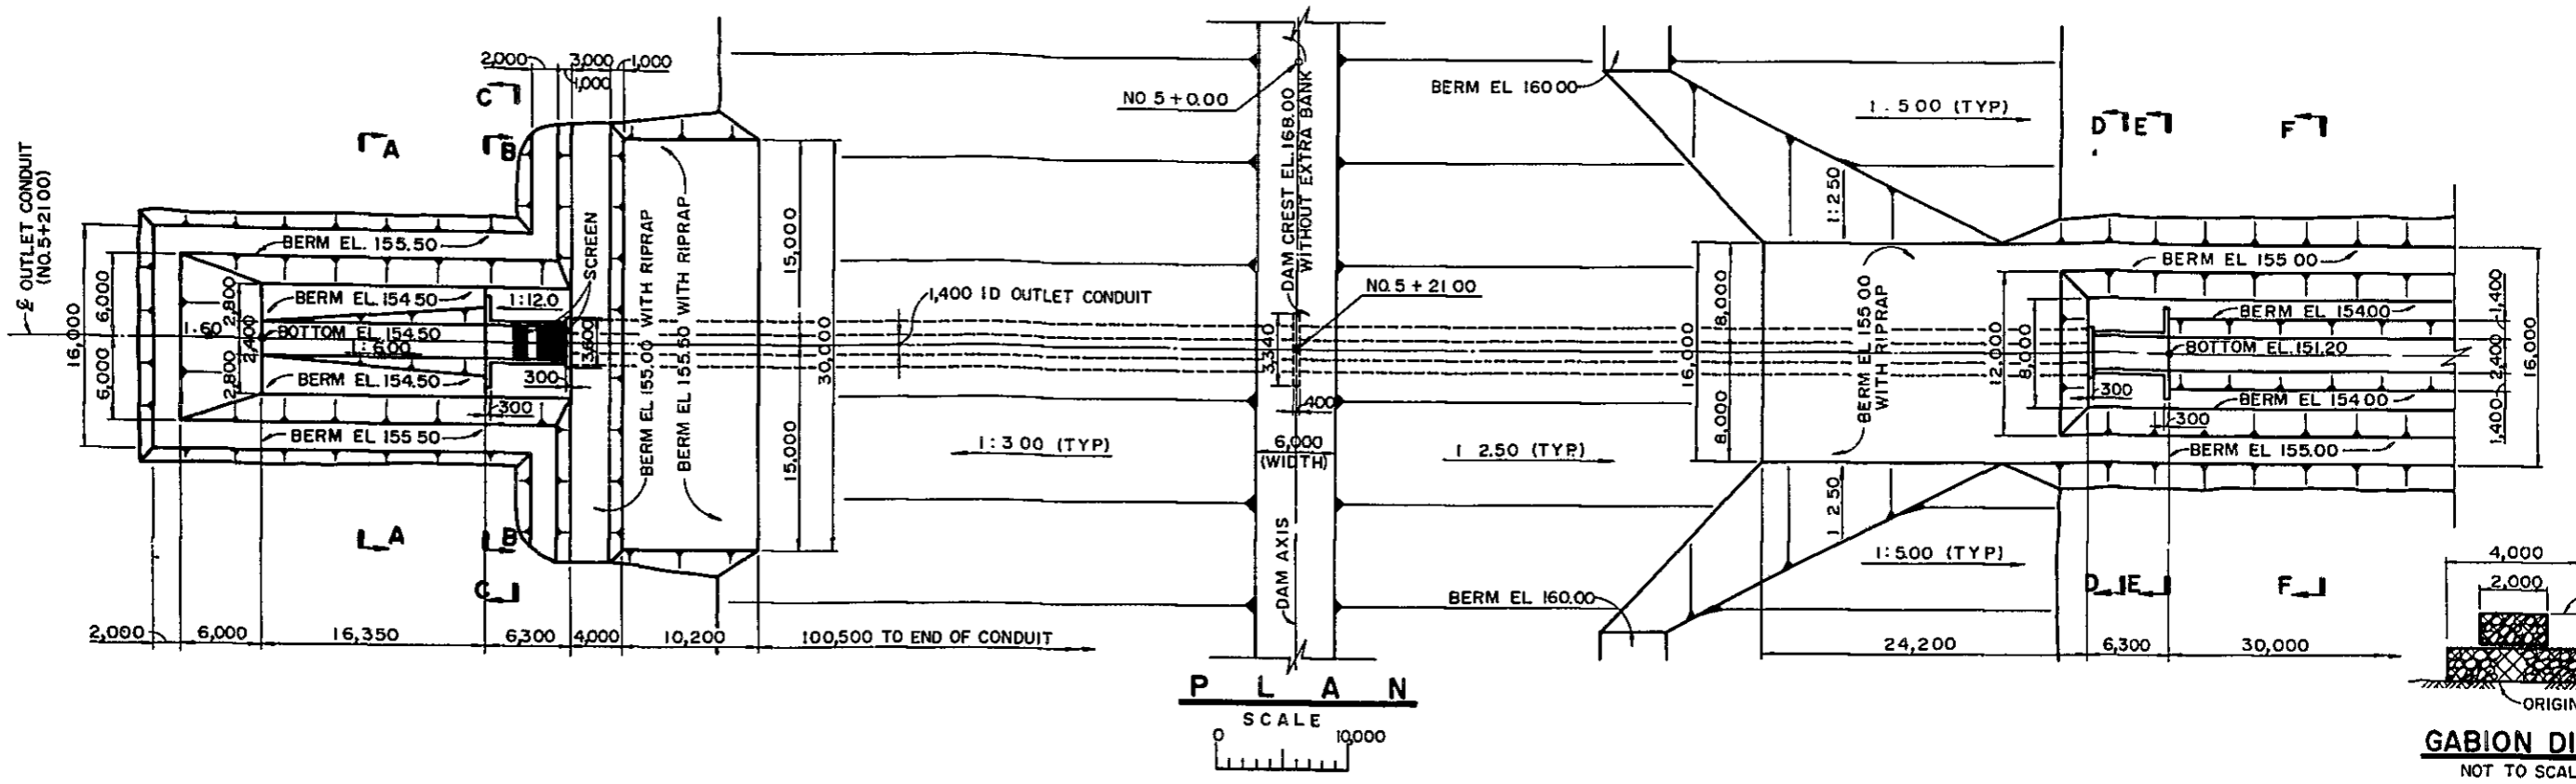 2,000
3,000
1,000
1,000
C
A
B
℄ OUTLET CONDUIT
(NO.5+2100)
16,000
6,000
6,000
BERM EL. 155.50
2,800
2,400
2,800
BERM EL. 154.50
1:12.0
1:60
BOTTOM EL.154.50
1:6.00
BERM EL. 154.50
300
300
BERM EL 155.50
3,600
SCREEN
BERM EL 155.00 WITH RIPRAP
BERM EL 155.50 WITH RIPRAP
15,000
15,000
30,000
A
B
C
2,000
6,000
16,350
6,300
4,000
10,200
100,500 TO END OF CONDUIT
1,400 ID OUTLET CONDUIT
1:3 00 (TYP)
NO 5+0.00
DAM CREST EL.168.00
WITHOUT EXTRA BANK
NO.5 + 21 00
3,340
400
6,000
(WIDTH)
DAM AXIS
1 2.50 (TYP)
BERM EL 160 00
1 . 5 00 (TYP)
1:2 50
16,000
8,000
8,000
BERM EL 155 00
WITH RIPRAP
1 2 50
1:5.00 (TYP)
BERM EL 160.00
D
E
F
BERM EL 155 00
12,000
8,000
BERM EL 154.00
BOTTOM EL.151.20
300
300
BERM EL 154 00
BERM EL 155.00
1,400
2,400
1,400
16,000
D
E
F
24,200
6,300
30,000
P L A N
SCALE
0 10,000
4,000
2,000
ORIGIN
GABION DI
NOT TO SCAL